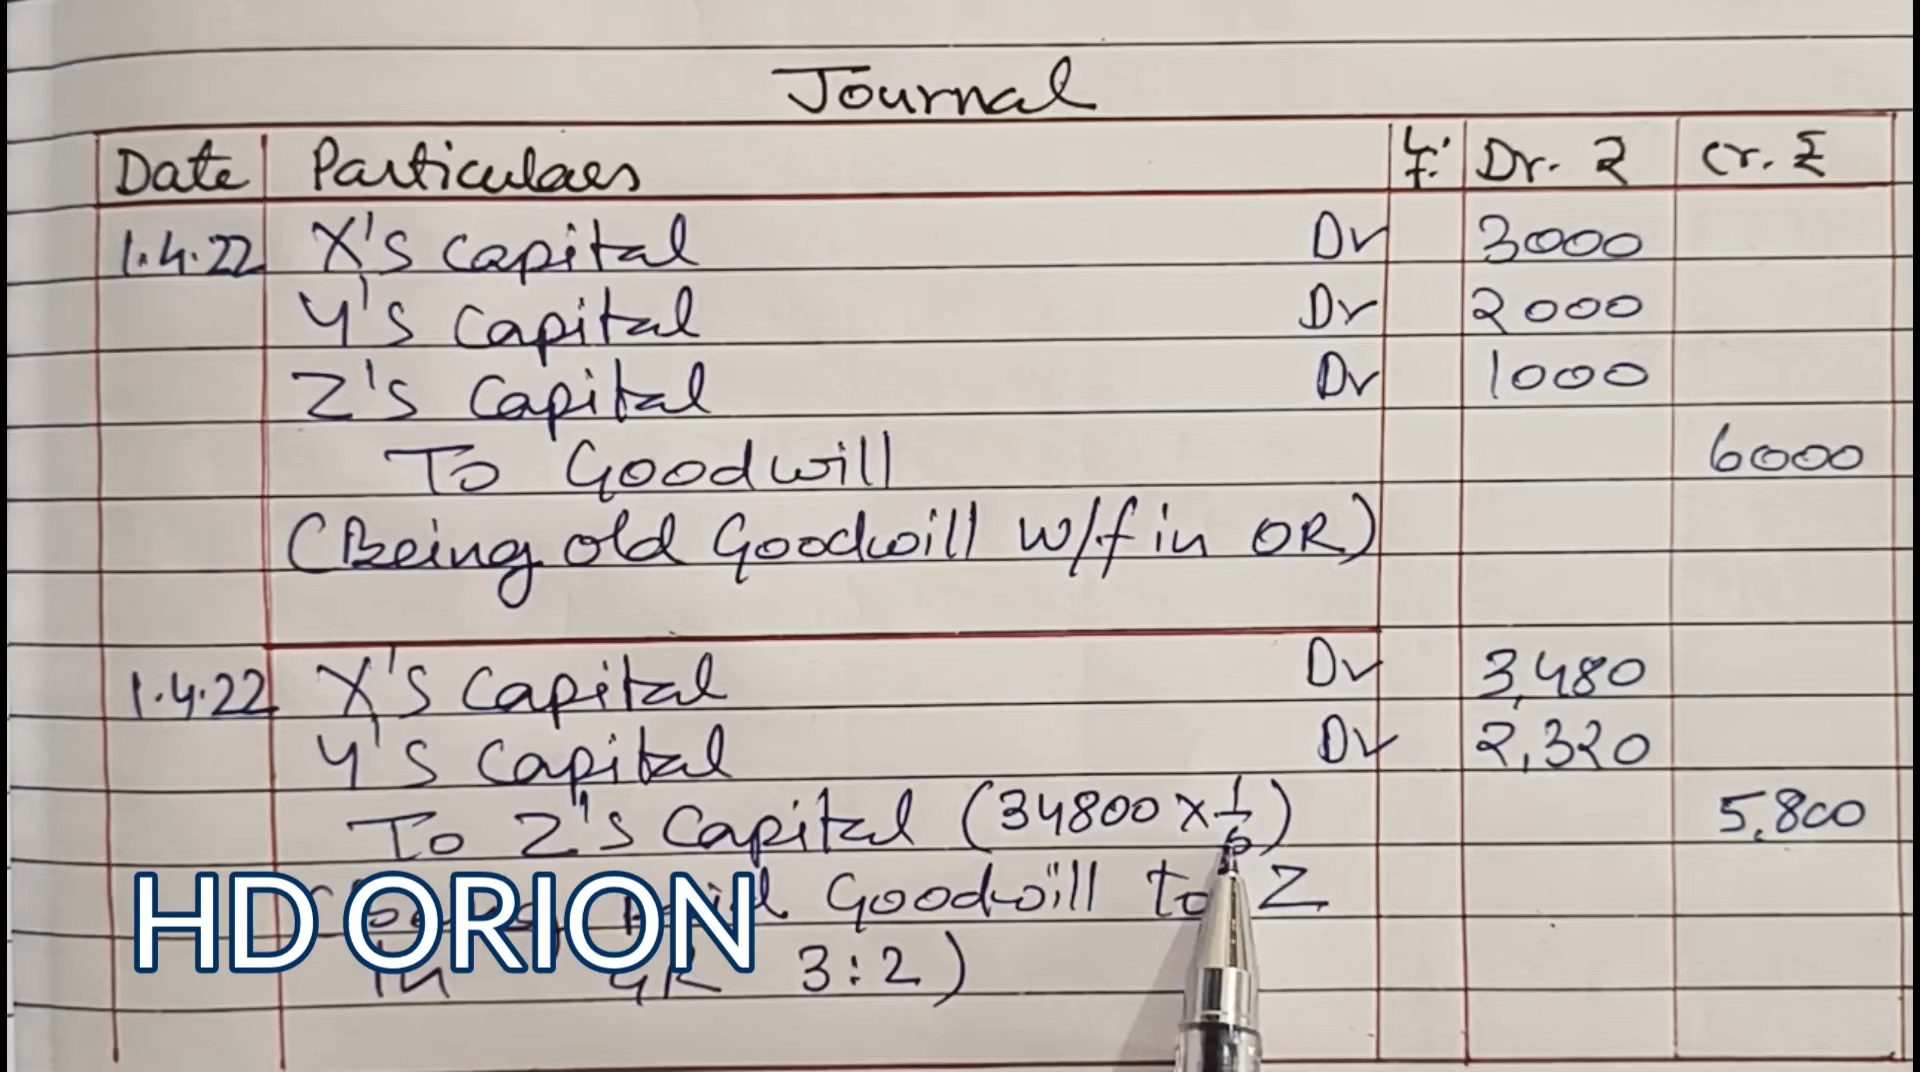 Journal
Date Particulars L.f. Dr. ₹ Cr. ₹
1.4.22 X's Capital Dr 3000
Y's Capital Dr 2000
Z's Capital Dr 1000
To Goodwill 6000
(Being old Goodwill w/f in OR)
1.4.22 X's Capital Dr 3,480
Y's Capital Dr 2,320
To Z's Capital (34800 × 1/6) 5,800
Goodwill to Z
HD ORION
in GR 3:2)